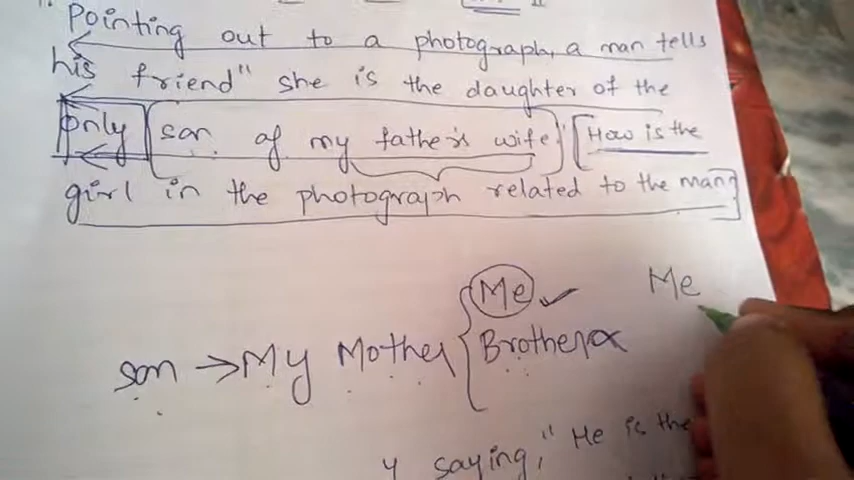 Pointing out to a photograph, a man tells
his friend" she is the daughter of the
only son of my father's wife." How is the
girl in the photograph related to the man?
Me Me
son → My Mother Brother x
y saying," He is the